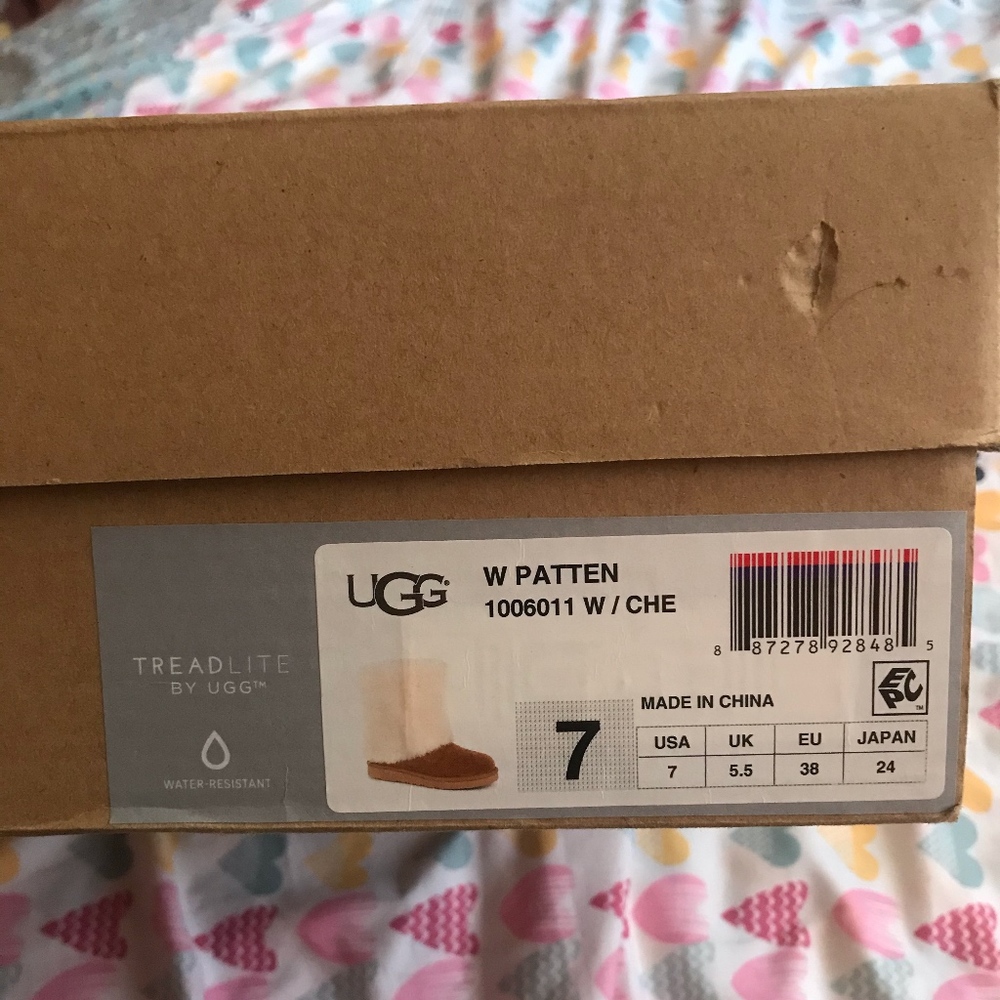 TREADLITE
BY UGG™
WATER-RESISTANT
UGG®
W PATTEN
1006011 W / CHE
8 87278 92848 5
EPC™
MADE IN CHINA
7
USA UK EU JAPAN
7 5.5 38 24